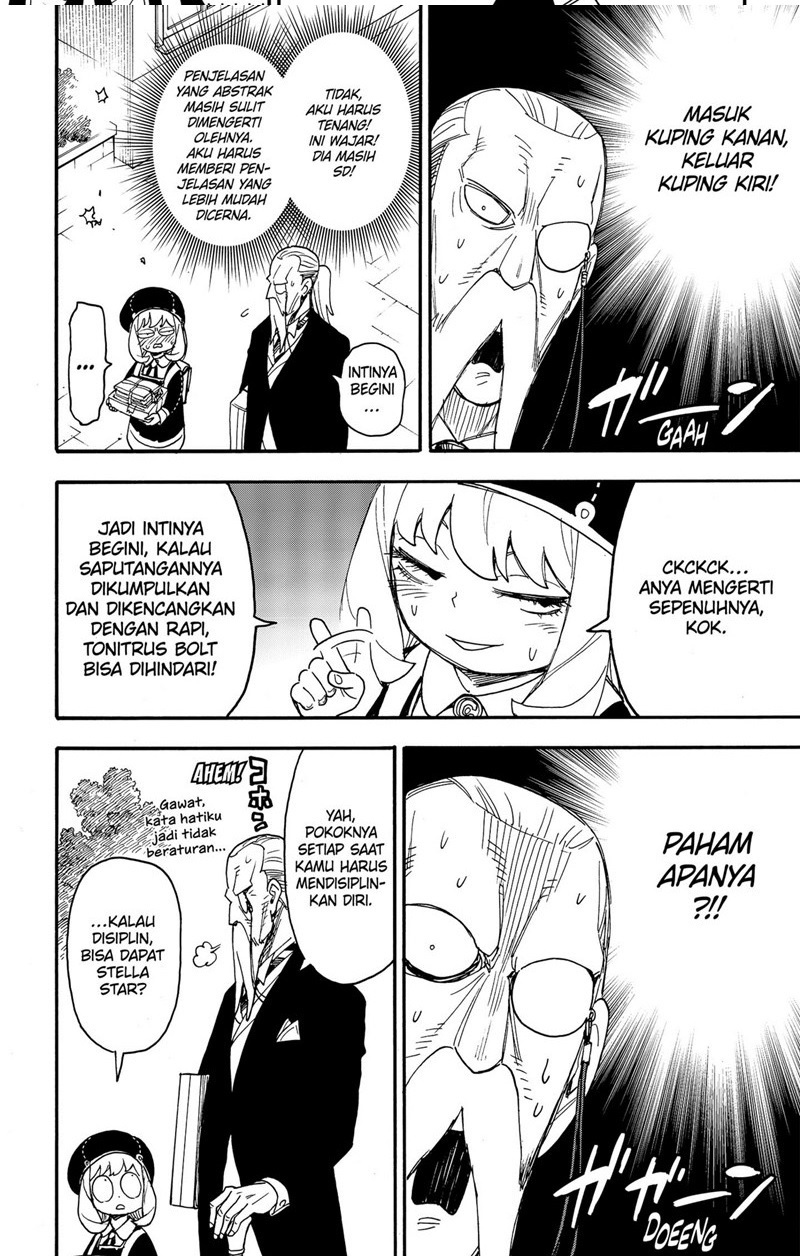 MASUK
KUPING KANAN,
KELUAR
KUPING KIRI!
ガーン
GAAH
TIDAK,
AKU HARUS
TENANG!
INI WAJAR!
DIA MASIH
SD!
PENJELASAN
YANG ABSTRAK
MASIH SULIT
DIMENGERTI
OLEHNYA.
AKU HARUS
MEMBERI PEN-
JELASAN YANG
LEBIH MUDAH
DICERNA.
INTINYA
BEGINI
...
...
CKCKCK...
ANYA MENGERTI
SEPENUHNYA,
KOK.
JADI INTINYA
BEGINI, KALAU
SAPUTANGANNYA
DIKUMPULKAN
DAN DIKENCANGKAN
DENGAN RAPI,
TONITRUS BOLT
BISA DIHINDARI!
PAHAM
APANYA
?!!
ガガーン
DOEENG
YAH,
POKOKNYA
SETIAP SAAT
KAMU HARUS
MENDISIPLIN-
KAN DIRI.
コホン
AHEM!
Gawat,
kata hatiku
jadi tidak
beraturan...
...KALAU
DISIPLIN,
BISA DAPAT
STELLA
STAR?